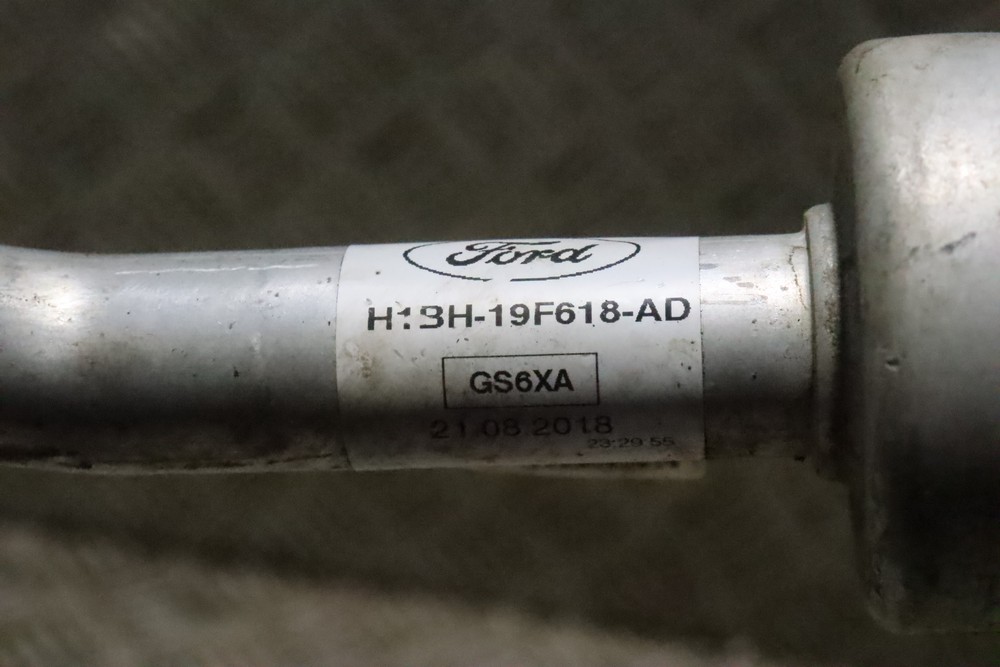 Ford
H1BH-19F618-AD
GS6XA
21.08.2018
23:29:55